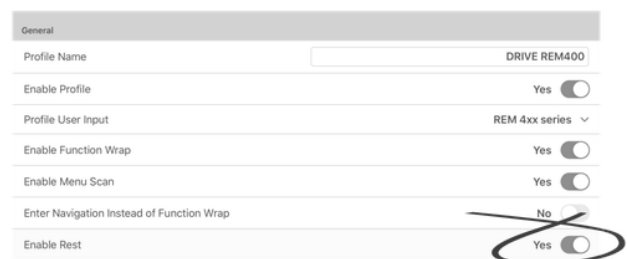 General
Profile Name DRIVE REM400
Enable Profile Yes
Profile User Input REM 4xx series
Enable Function Wrap Yes
Enable Menu Scan Yes
Enter Navigation Instead of Function Wrap No
Enable Rest Yes